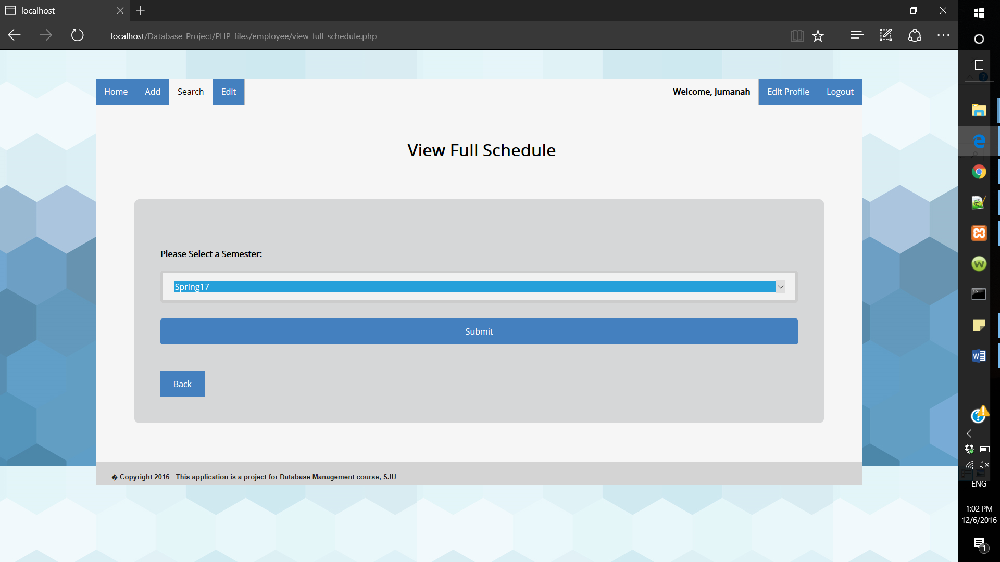 localhost
localhost/Database_Project/PHP_files/employee/view_full_schedule.php
Home Add Search Edit Welcome, Jumanah Edit Profile Logout
View Full Schedule
Please Select a Semester:
Spring17
Submit
Back
� Copyright 2016 - This application is a project for Database Management course, SJU
ENG
1:02 PM
12/6/2016
1